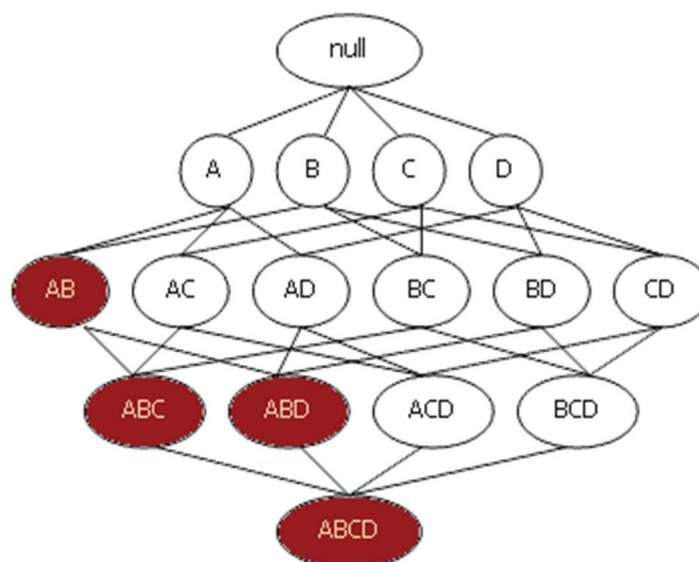 null
A B C D
AB AC AD BC BD CD
ABC ABD ACD BCD
ABCD